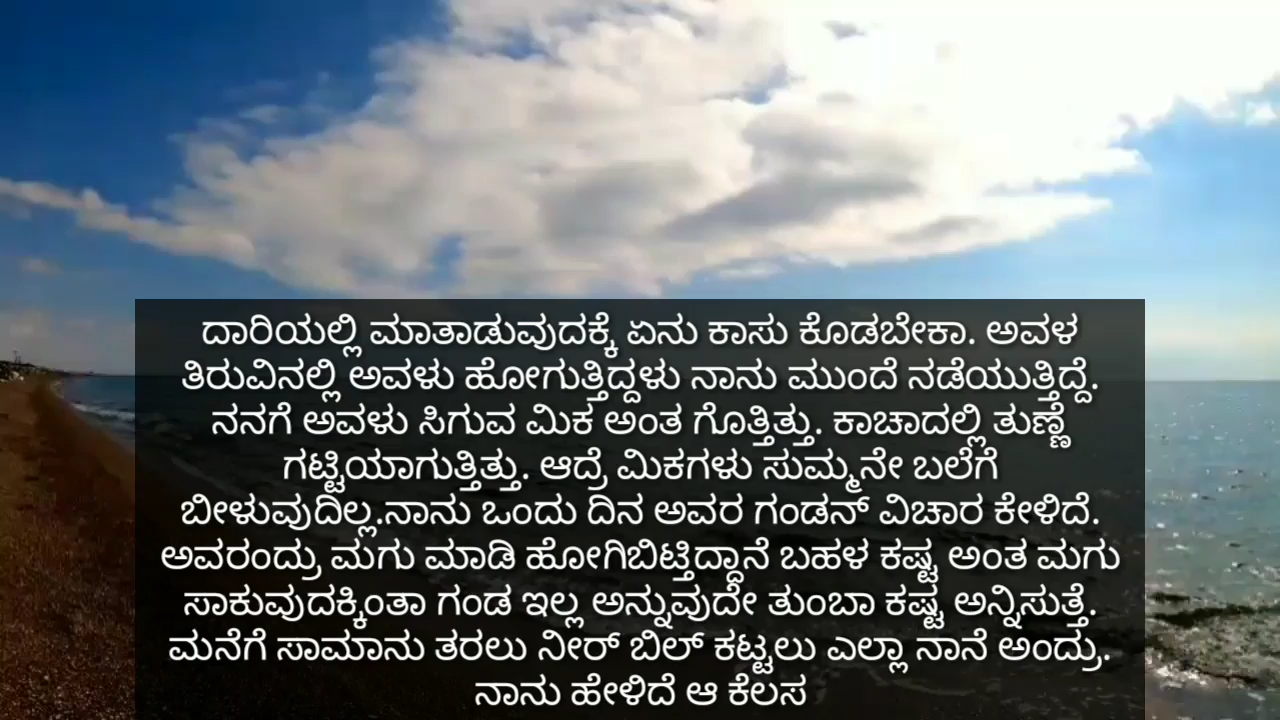 ದಾರಿಯಲ್ಲಿ ಮಾತಾಡುವುದಕ್ಕೆ ಏನು ಕಾಸು ಕೊಡಬೇಕಾ. ಅವಳ
ತಿರುವಿನಲ್ಲಿ ಅವಳು ಹೋಗುತ್ತಿದ್ದಳು ನಾನು ಮುಂದೆ ನಡೆಯುತ್ತಿದ್ದೆ.
ನನಗೆ ಅವಳು ಸಿಗುವ ಮಿಕ ಅಂತ ಗೊತ್ತಿತ್ತು. ಕಾಚಾದಲ್ಲಿ ತುಣ್ಣೆ
ಗಟ್ಟಿಯಾಗುತ್ತಿತ್ತು. ಆದ್ರೆ ಮಿಕಗಳು ಸುಮ್ಮನೇ ಬಲೆಗೆ
ಬೀಳುವುದಿಲ್ಲ.ನಾನು ಒಂದು ದಿನ ಅವರ ಗಂಡನ್ ವಿಚಾರ ಕೇಳಿದೆ.
ಅವರಂದ್ರು ಮಗು ಮಾಡಿ ಹೋಗಿಬಿಟ್ತಿದ್ದಾನೆ ಬಹಳ ಕಷ್ಟ ಅಂತ ಮಗು
ಸಾಕುವುದಕ್ಕಿಂತಾ ಗಂಡ ಇಲ್ಲ ಅನ್ನುವುದೇ ತುಂಬಾ ಕಷ್ಟ ಅನ್ನಿಸುತ್ತೆ.
ಮನೆಗೆ ಸಾಮಾನು ತರಲು ನೀರ್ ಬಿಲ್ ಕಟ್ಟಲು ಎಲ್ಲಾ ನಾನೆ ಅಂದ್ರು.
ನಾನು ಹೇಳಿದೆ ಆ ಕೆಲಸ